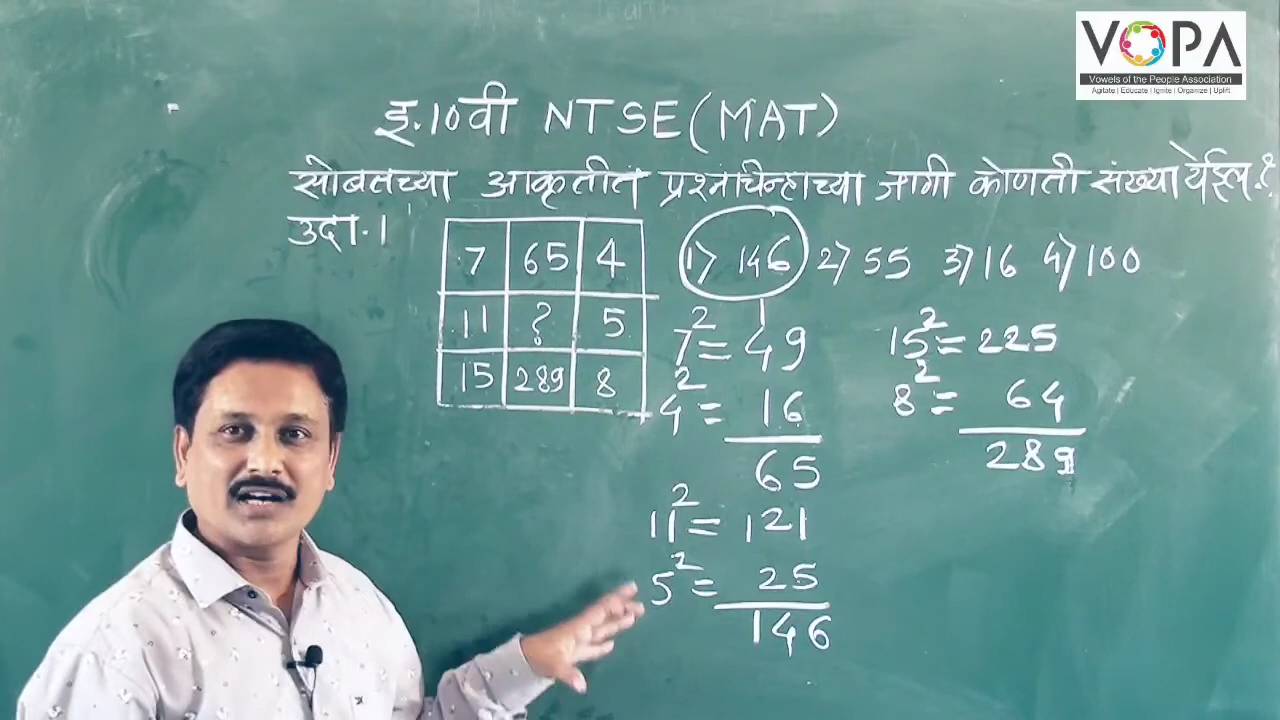 VOPA
Vowels of the People Association
Agitate | Educate | Ignite | Organize | Uplift
इ.10वी NTSE (MAT)
सोबतच्या आकृतीत प्रश्नचिन्हाच्या जागी कोणती संख्या येईल.?
उदा.1
7 65 4
11 ? 5
15 289 8
1> 146 2> 55 3> 16 4> 100
7² = 49
4² = 16
65
11² = 121
5² = 25
146
15² = 225
8² = 64
289